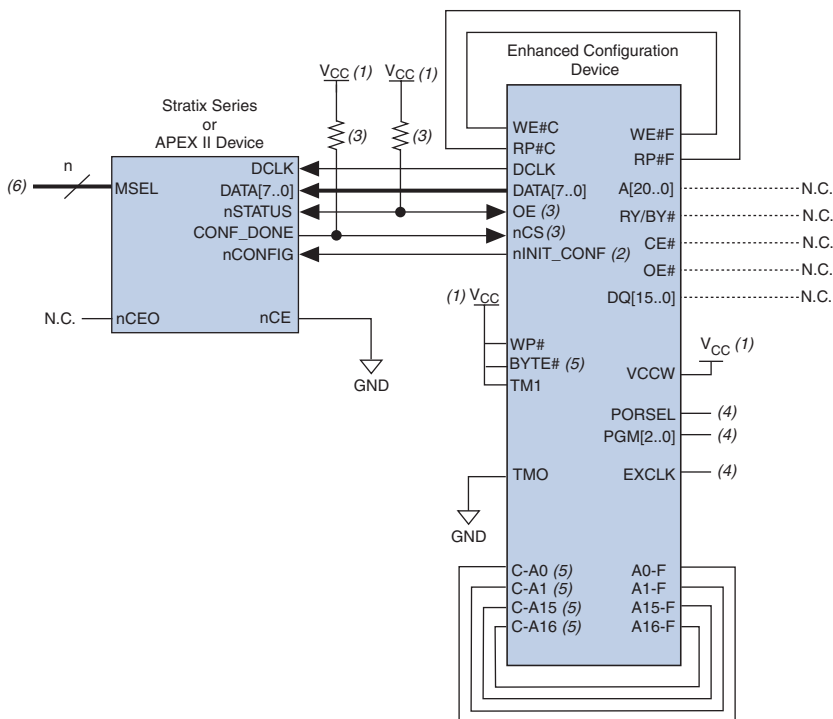 Enhanced Configuration
Device
VCC (1)
VCC (1)
(3)
(3)
Stratix Series
or
APEX II Device
n
(6)
MSEL
DCLK
DATA[7..0]
nSTATUS
CONF_DONE
nCONFIG
N.C.
nCEO
nCE
GND
WE#C
RP#C
DCLK
DATA[7..0]
OE (3)
nCS (3)
nINIT_CONF (2)
(1) VCC
WP#
BYTE# (5)
TM1
TMO
GND
C-A0 (5)
C-A1 (5)
C-A15 (5)
C-A16 (5)
WE#F
RP#F
A[20..0]
N.C.
RY/BY#
N.C.
CE#
N.C.
OE#
N.C.
DQ[15..0]
N.C.
VCC (1)
VCCW
PORSEL
(4)
PGM[2..0]
(4)
EXCLK
(4)
A0-F
A1-F
A15-F
A16-F